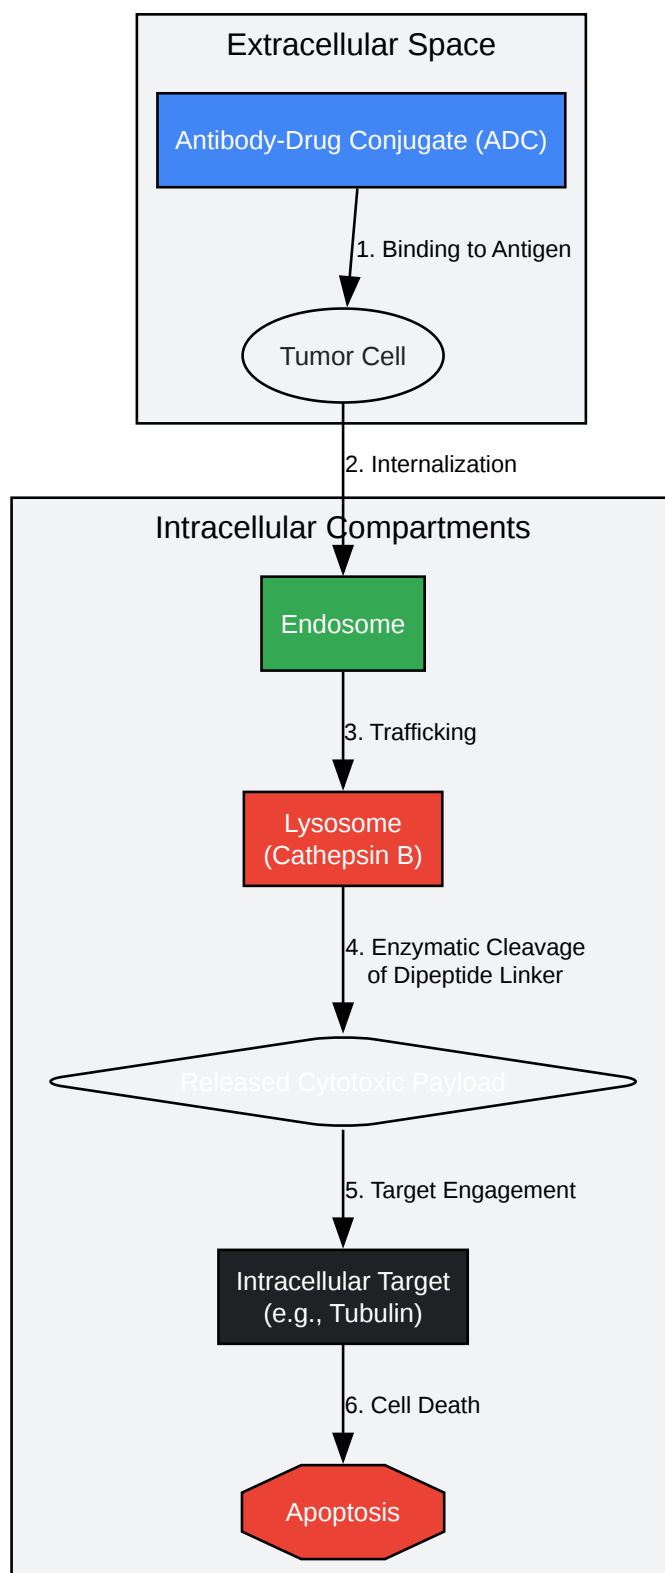 Extracellular Space
Antibody-Drug Conjugate (ADC)
1. Binding to Antigen
Tumor Cell
2. Internalization
Intracellular Compartments
Endosome
3. Trafficking
Lysosome
(Cathepsin B)
4. Enzymatic Cleavage
of Dipeptide Linker
Released Cytotoxic Payload
5. Target Engagement
Intracellular Target
(e.g., Tubulin)
6. Cell Death
Apoptosis